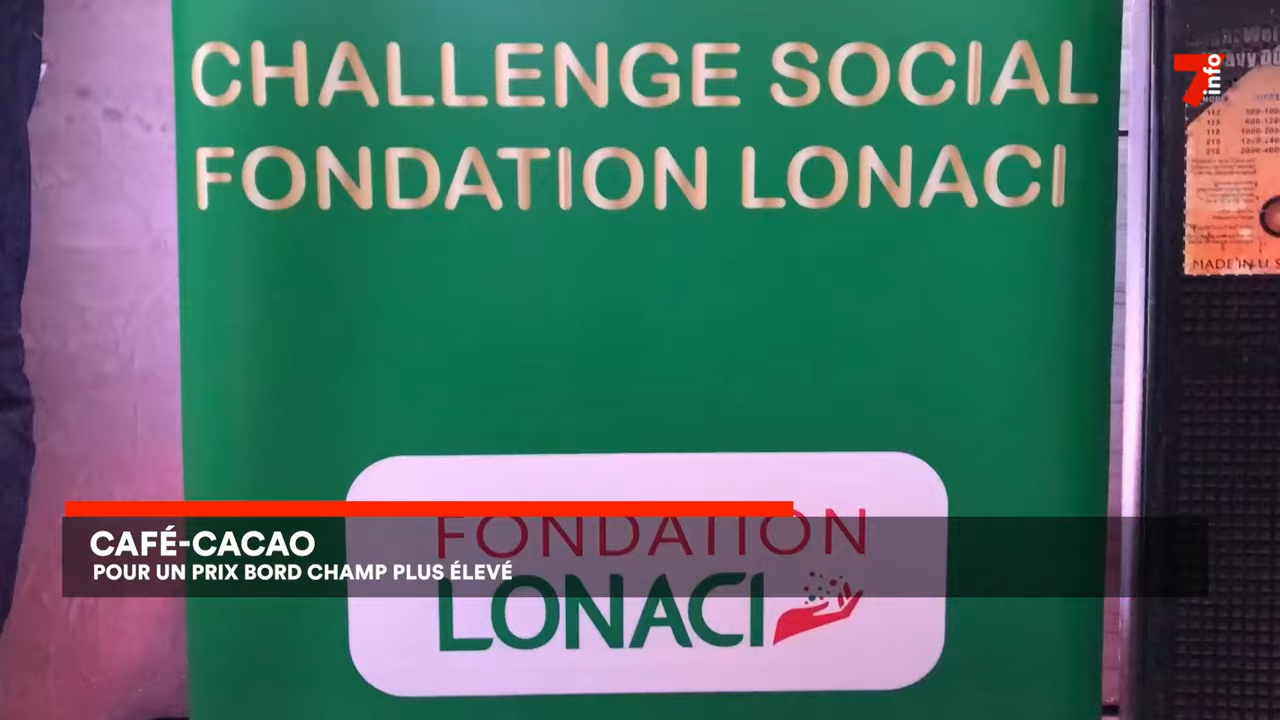 CHALLENGE SOCIAL
FONDATION LONACI
7info
MADE IN U.S
FONDATION
LONACI
CAFÉ-CACAO
POUR UN PRIX BORD CHAMP PLUS ÉLEVÉ